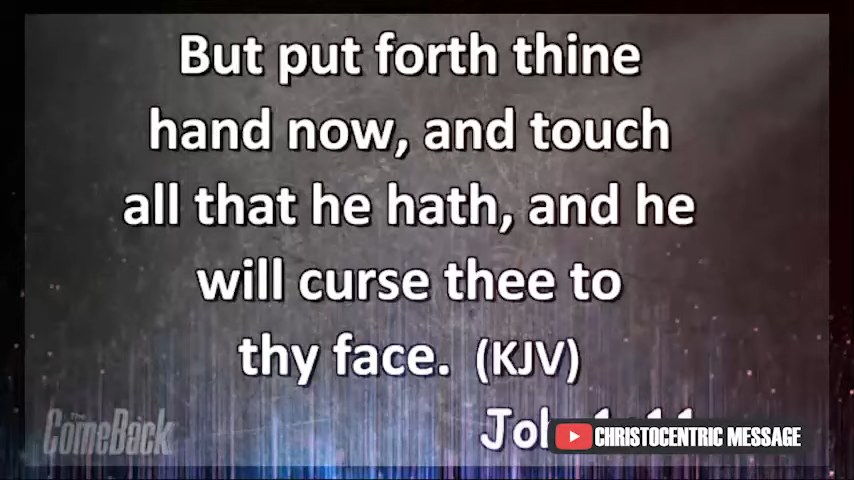 But put forth thine
hand now, and touch
all that he hath, and he
will curse thee to
thy face. (KJV)
CHRISTOCENTRIC MESSAGE
The
ComeBack